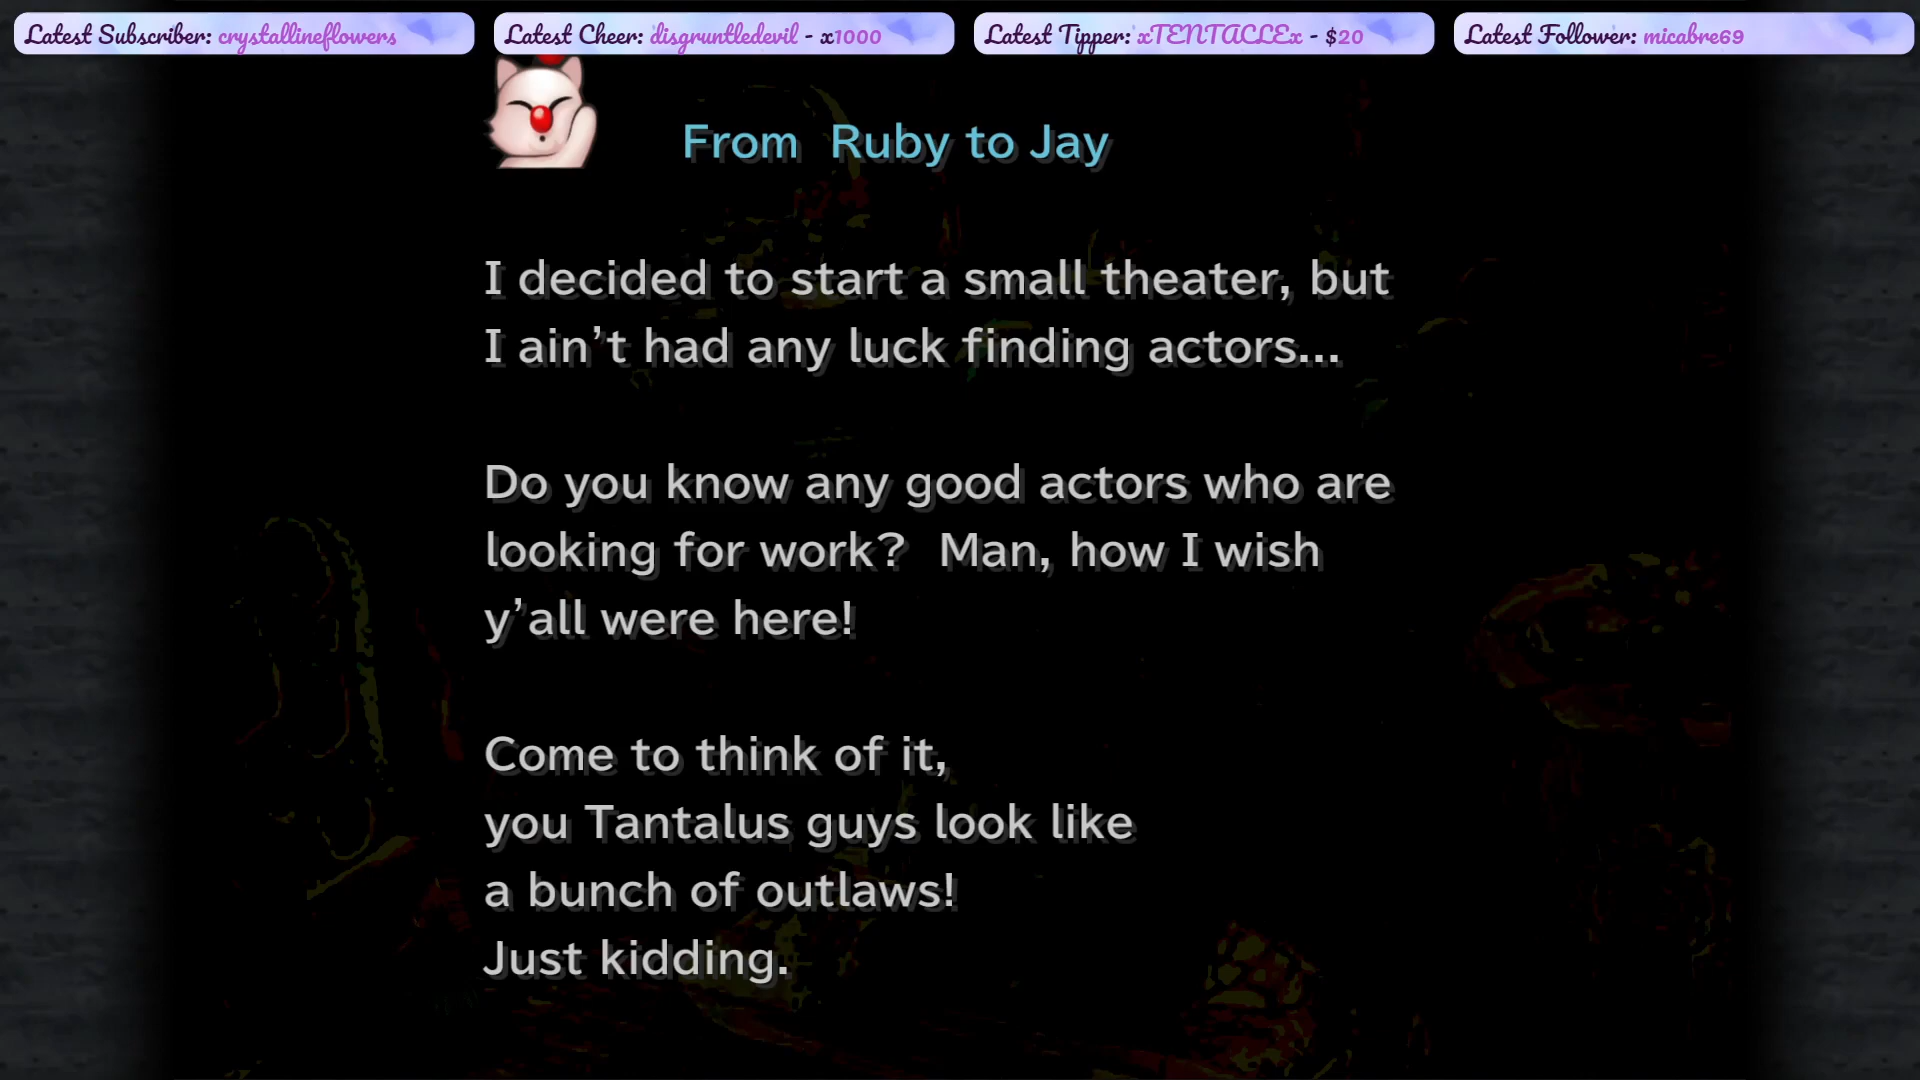 Latest Subscriber: crystallineflowers
Latest Cheer: disgruntledevil - x1000
Latest Tipper: xTENTACLEx - $20
Latest Follower: micabre69
From Ruby to Jay
I decided to start a small theater, but
I ain't had any luck finding actors...
Do you know any good actors who are
looking for work? Man, how I wish
y'all were here!
Come to think of it,
you Tantalus guys look like
a bunch of outlaws!
Just kidding.